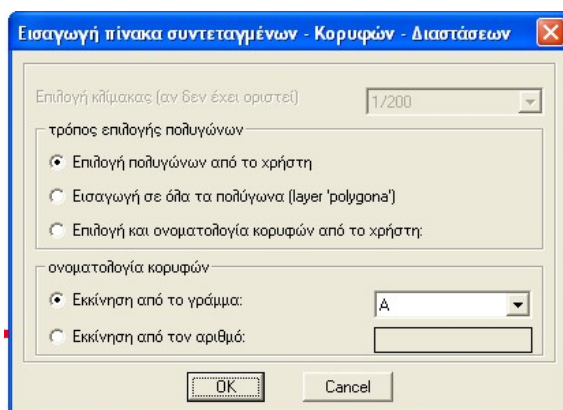 Εισαγωγή πίνακα συντεταγμένων - Κορυφών - Διαστάσεων
Επιλογή κλίμακας (αν δεν έχει οριστεί)
1/200
τρόπος επιλογής πολυγώνων
Επιλογή πολυγώνων από το χρήστη
Εισαγωγή σε όλα τα πολύγωνα (layer 'polygona')
Επιλογή και ονοματολογία κορυφών από το χρήστη:
ονοματολογία κορυφών
Εκκίνηση από το γράμμα:
Α
Εκκίνηση από τον αριθμό:
OK
Cancel